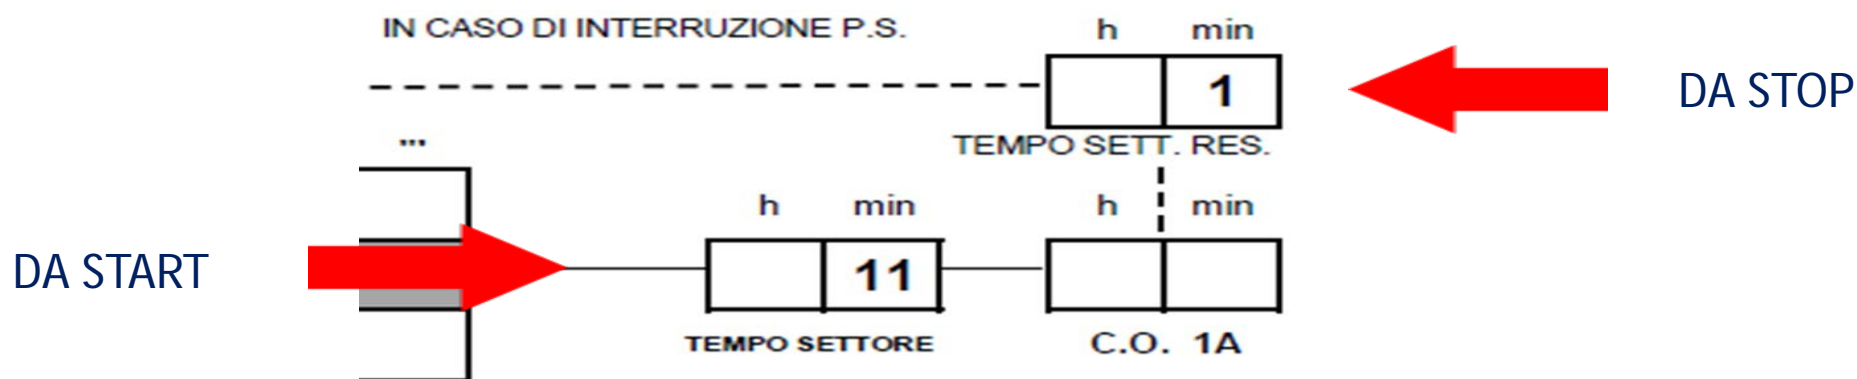 IN CASO DI INTERRUZIONE P.S.
h min
1
DA STOP
...
TEMPO SETT. RES.
h min
h min
DA START
11
TEMPO SETTORE
C.O. 1A